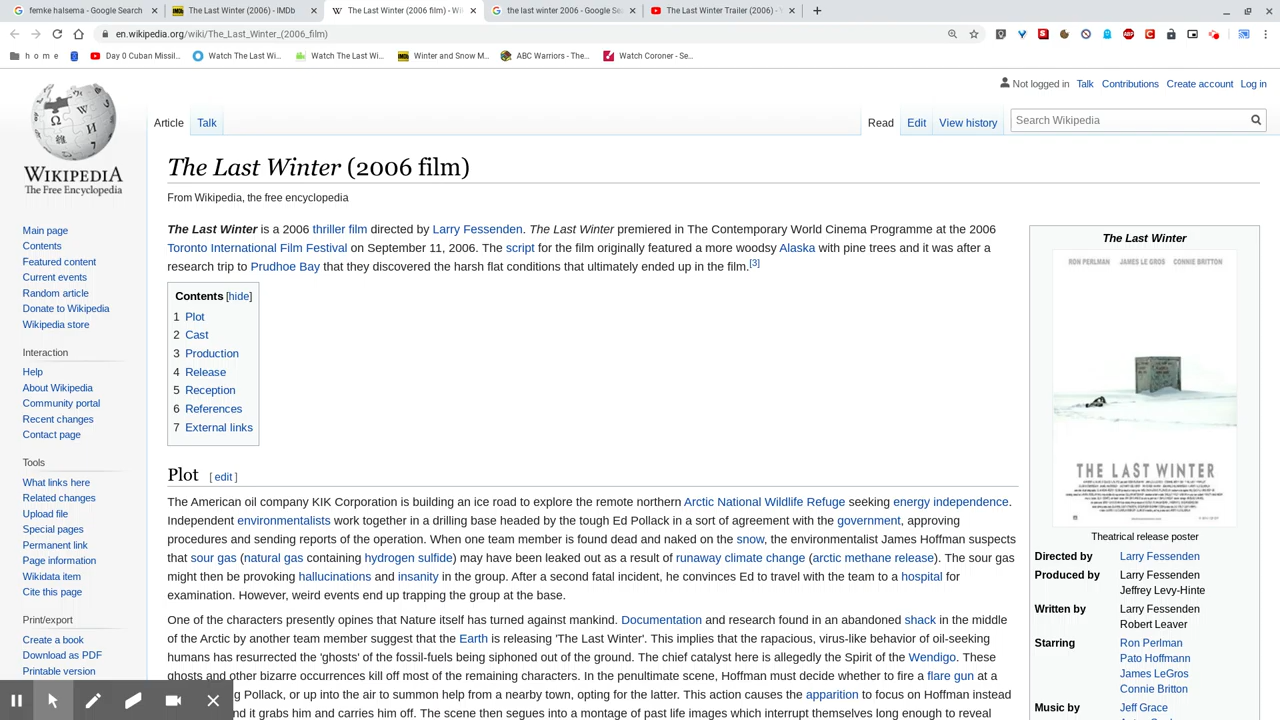 femke halsema - Google Search
The Last Winter (2006) - IMDb
The Last Winter (2006 film) - Wi
the last winter 2006 - Google Se
The Last Winter Trailer (2006) -
en.wikipedia.org/wiki/The_Last_Winter_(2006_film)
h o m e
Day 0 Cuban Missil...
Watch The Last Wi...
Watch The Last Wi...
Winter and Snow M...
ABC Warriors - The...
Watch Coroner - Se...
Not logged in Talk Contributions Create account Log in
Article Talk Read Edit View history Search Wikipedia
WIKIPEDIA
The Free Encyclopedia
Main page
Contents
Featured content
Current events
Random article
Donate to Wikipedia
Wikipedia store
Interaction
Help
About Wikipedia
Community portal
Recent changes
Contact page
Tools
What links here
Related changes
Upload file
Special pages
Permanent link
Page information
Wikidata item
Cite this page
Print/export
Create a book
Download as PDF
Printable version
The Last Winter (2006 film)
From Wikipedia, the free encyclopedia
The Last Winter is a 2006 thriller film directed by Larry Fessenden. The Last Winter premiered in The Contemporary World Cinema Programme at the 2006
Toronto International Film Festival on September 11, 2006. The script for the film originally featured a more woodsy Alaska with pine trees and it was after a
research trip to Prudhoe Bay that they discovered the harsh flat conditions that ultimately ended up in the film.[3]
Contents [hide]
1 Plot
2 Cast
3 Production
4 Release
5 Reception
6 References
7 External links
Plot [ edit ]
The American oil company KIK Corporation is building an ice road to explore the remote northern Arctic National Wildlife Refuge seeking energy independence.
Independent environmentalists work together in a drilling base headed by the tough Ed Pollack in a sort of agreement with the government, approving
procedures and sending reports of the operation. When one team member is found dead and naked on the snow, the environmentalist James Hoffman suspects
that sour gas (natural gas containing hydrogen sulfide) may have been leaked out as a result of runaway climate change (arctic methane release). The sour gas
might then be provoking hallucinations and insanity in the group. After a second fatal incident, he convinces Ed to travel with the team to a hospital for
examination. However, weird events end up trapping the group at the base.
One of the characters presently opines that Nature itself has turned against mankind. Documentation and research found in an abandoned shack in the middle
of the Arctic by another team member suggest that the Earth is releasing 'The Last Winter'. This implies that the rapacious, virus-like behavior of oil-seeking
humans has resurrected the 'ghosts' of the fossil-fuels being siphoned out of the ground. The chief catalyst here is allegedly the Spirit of the Wendigo. These
ghosts and other bizarre occurrences kill off most of the remaining characters. In the penultimate scene, Hoffman must decide whether to fire a flare gun at a
g Pollack, or up into the air to summon help from a nearby town, opting for the latter. This action causes the apparition to focus on Hoffman instead
nd it grabs him and carries him off. The scene then segues into a montage of past life images which interrupt themselves long enough to reveal
The Last Winter
RON PERLMAN JAMES LE GROS CONNIE BRITTON
THE LAST WINTER
Theatrical release poster
Directed by Larry Fessenden
Produced by Larry Fessenden
Jeffrey Levy-Hinte
Written by Larry Fessenden
Robert Leaver
Starring Ron Perlman
Pato Hoffmann
James LeGros
Connie Britton
Music by Jeff Grace